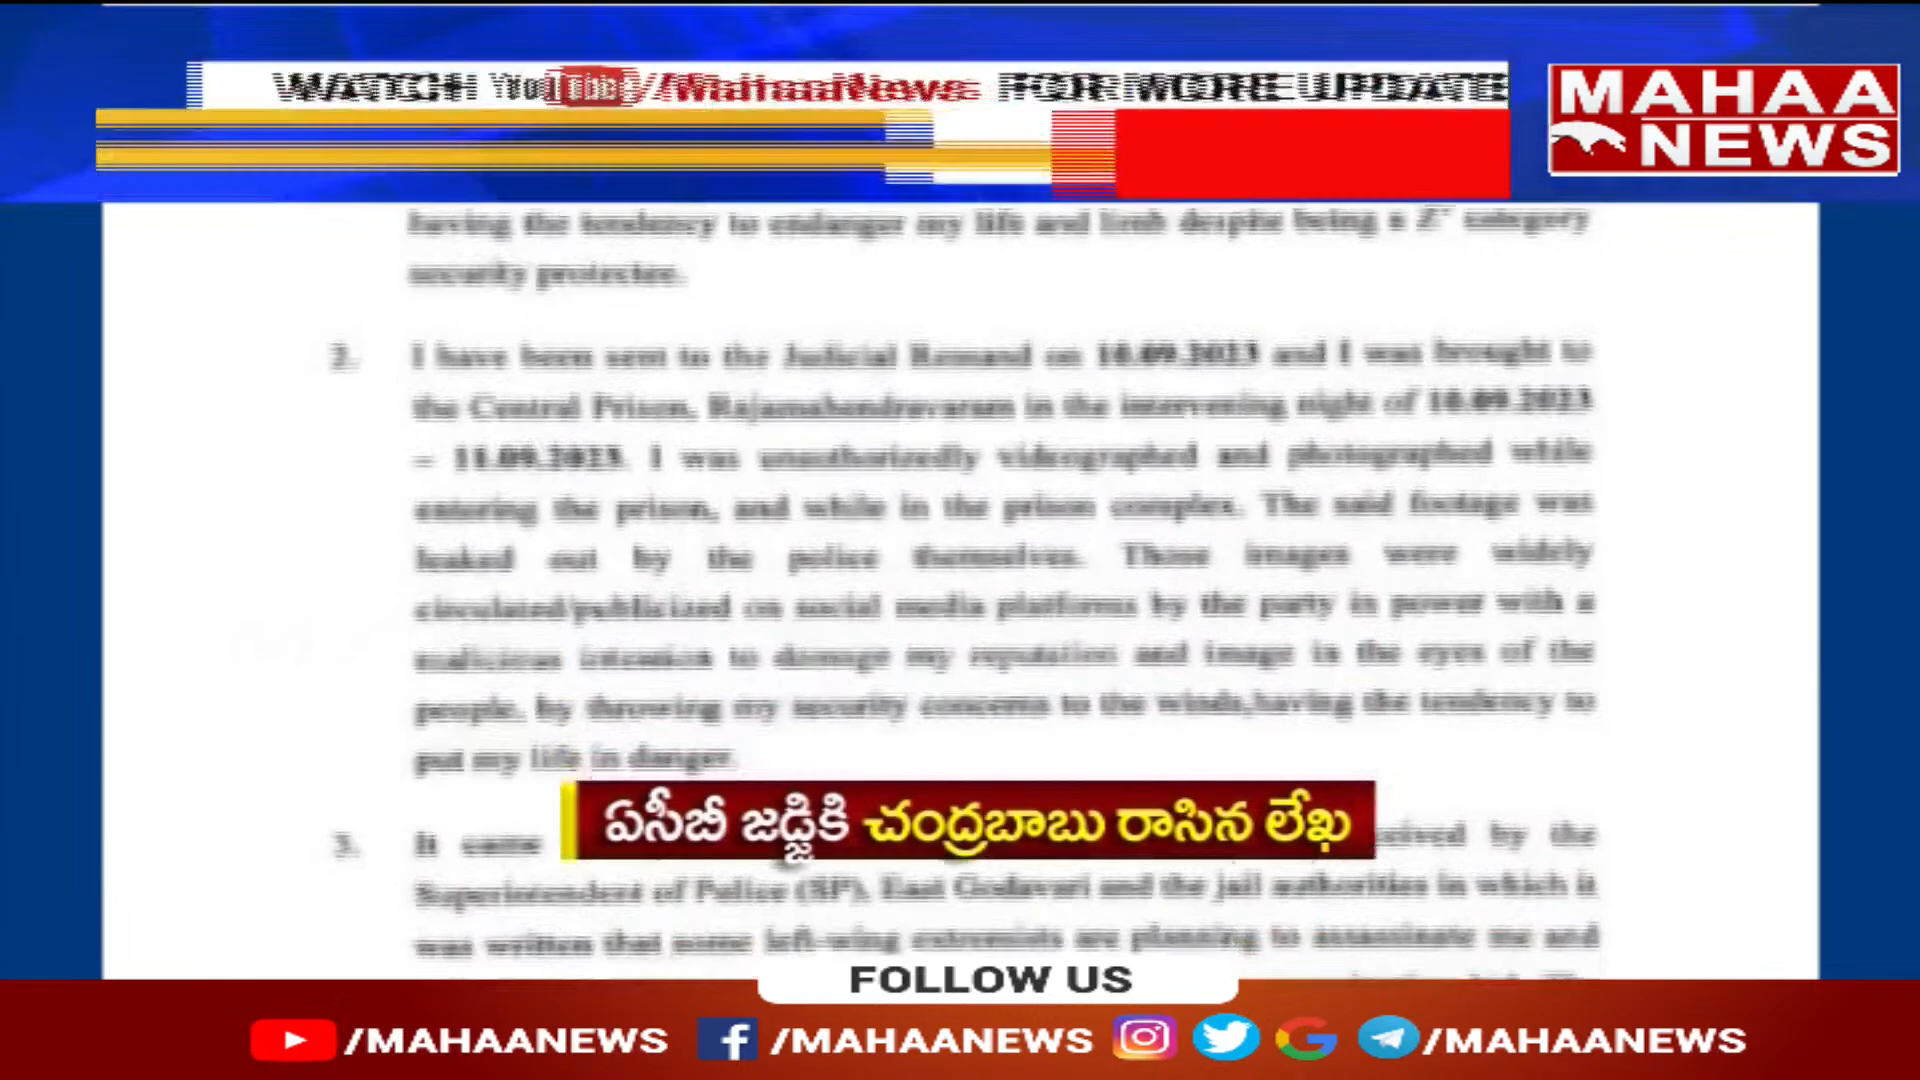 WATCH YouTube/MahaaNews FOR MORE UPDATE
MAHAA
NEWS
having the tendency to endanger my life and limb despite being a Z+ category
security protectee.
2. I have been sent to the Judicial Remand on 10.09.2023 and I was brought to
the Central Prison, Rajamahendravaram in the intervening night of 10.09.2023
– 11.09.2023. I was unauthorizedly videographed and photographed while
entering the prison, and while in the prison complex. The said footage was
leaked out by the police themselves. Those images were widely
circulated/publicized on social media platforms by the party in power with a
malicious intention to damage my reputation and image in the eyes of the
people, by throwing my security concerns to the winds,having the tendency to
put my life in danger.
ఏసీబీ జడ్జికి చంద్రబాబు రాసిన లేఖ
3. It came by the
Superintendent of Police (SP), East Godavari and the jail authorities in which it
was written that some left-wing extremists are planning to assassinate me and
FOLLOW US
/MAHAANEWS /MAHAANEWS /MAHAANEWS